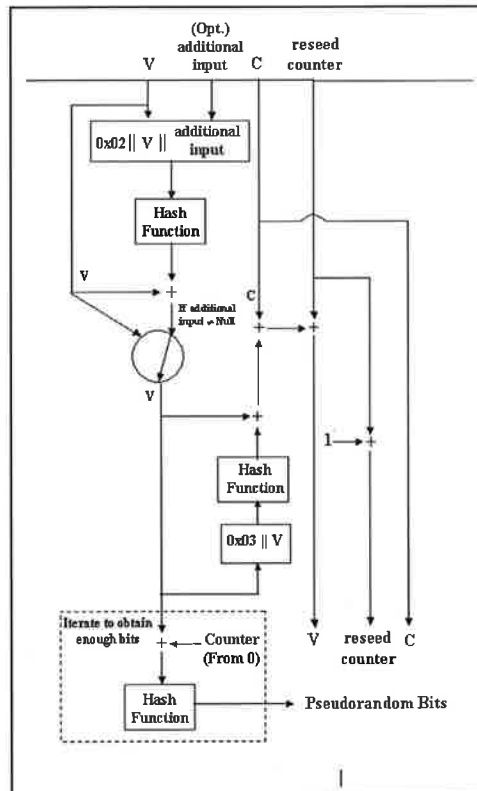 (Opt.)
additional
input
V
C
reseed
counter
0x02 || V ||
additional
input
Hash
Function
V
+
If additional
input ≠ Null
C
+
+
V
+
1
+
Hash
Function
0x03 || V
Iterate to obtain
enough bits
+
Counter
(From 0)
V
reseed
counter
C
Hash
Function
Pseudorandom Bits